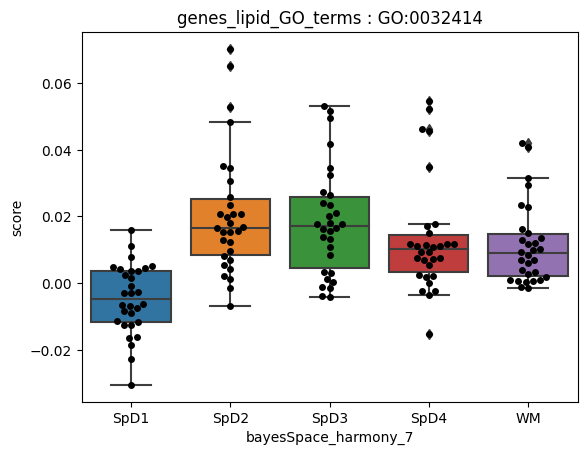 genes_lipid_GO_terms : GO:0032414
0.06
0.04
0.02
0.00
−0.02
score
SpD1 SpD2 SpD3 SpD4 WM
bayesSpace_harmony_7